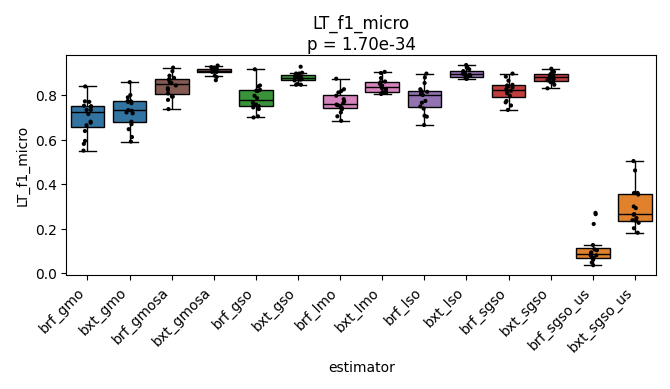 LT_f1_micro
p = 1.70e-34
LT_f1_micro
0.8
0.6
0.4
0.2
0.0
brf_gmo
bxt_gmo
brf_gmosa
bxt_gmosa
brf_gso
bxt_gso
brf_lmo
bxt_lmo
brf_lso
bxt_lso
brf_sgso
bxt_sgso
brf_sgso_us
bxt_sgso_us
estimator